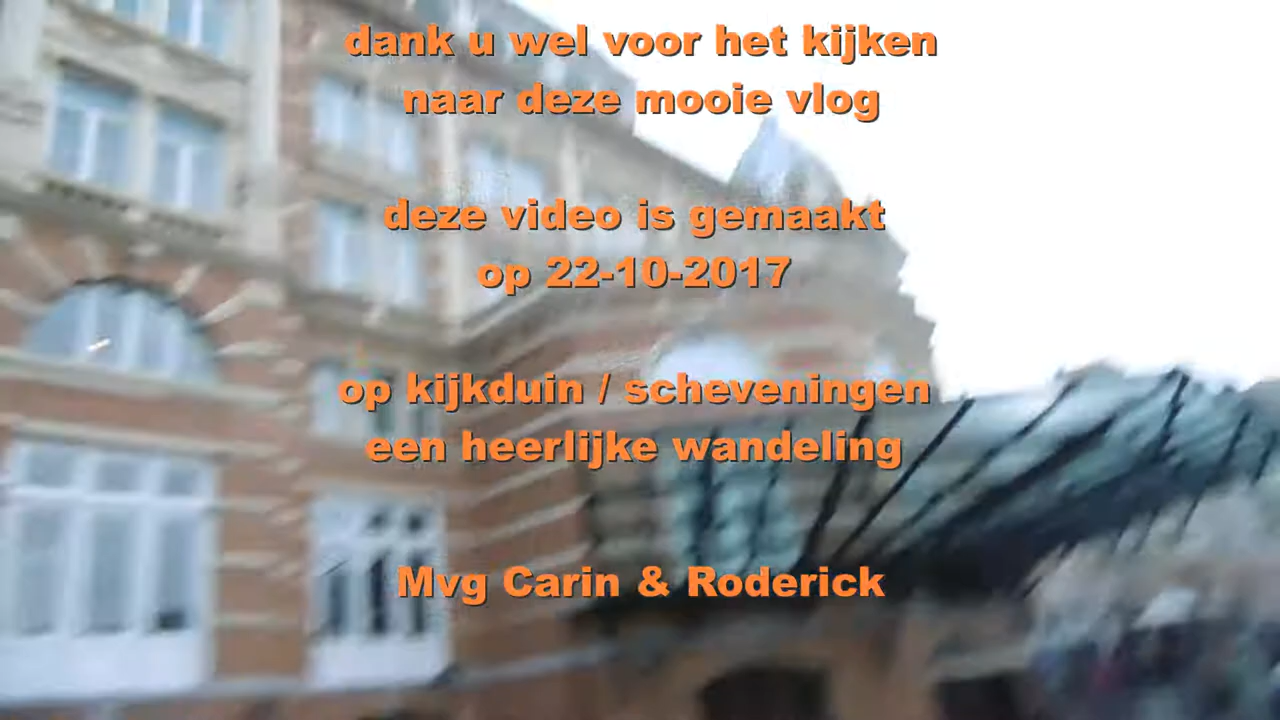 dank u wel voor het kijken
naar deze mooie vlog
deze video is gemaakt
op 22-10-2017
op kijkduin / scheveningen
een heerlijke wandeling
Mvg Carin & Roderick